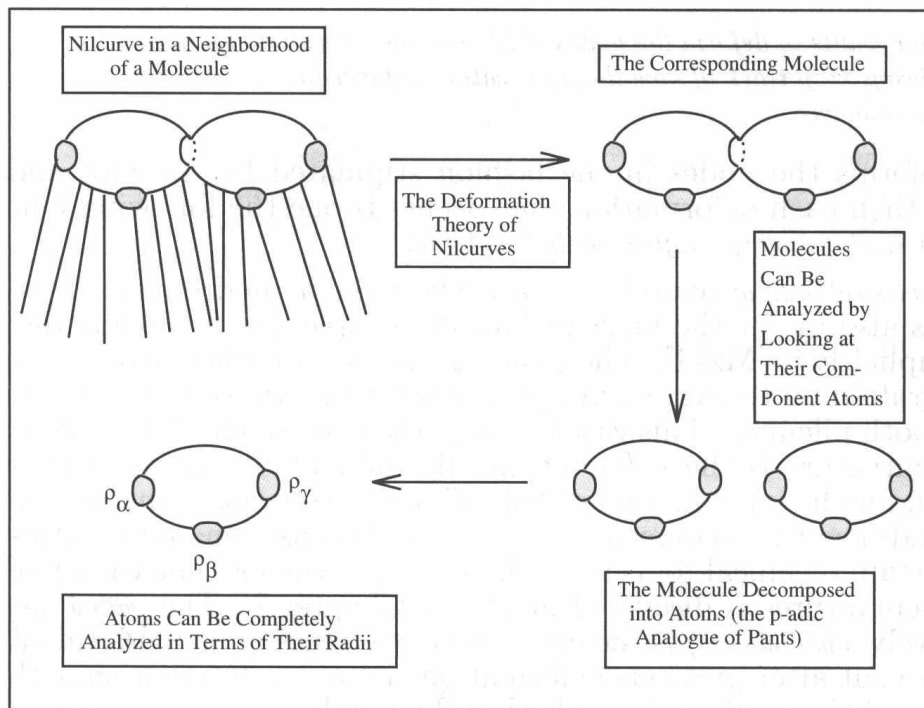 Nilcurve in a Neighborhood
of a Molecule
The Corresponding Molecule
The Deformation
Theory of
Nilcurves
Molecules
Can Be
Analyzed by
Looking at
Their Com-
ponent Atoms
ρα
ργ
ρβ
Atoms Can Be Completely
Analyzed in Terms of Their Radii
The Molecule Decomposed
into Atoms (the p-adic
Analogue of Pants)